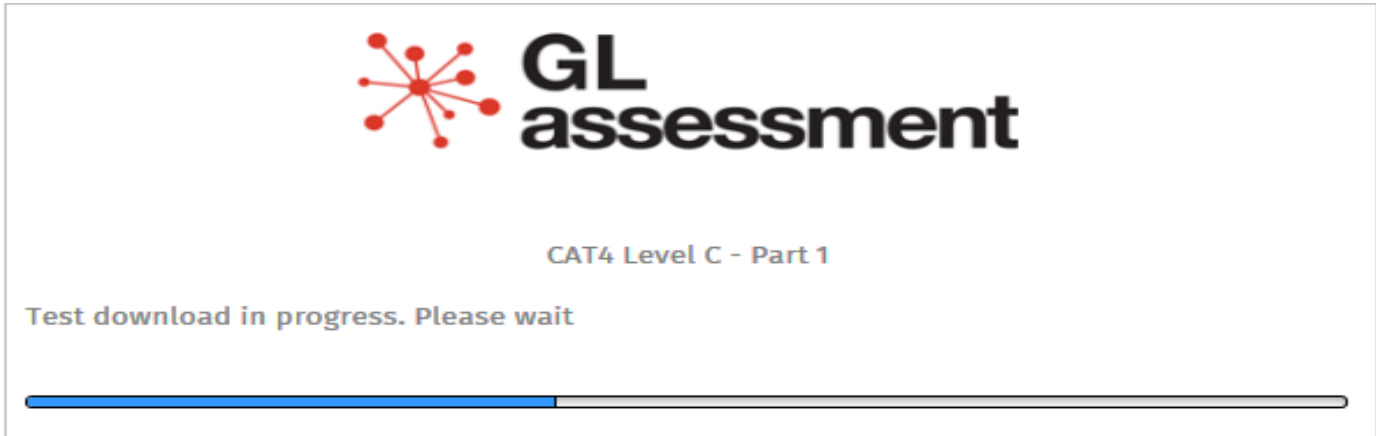 GL
assessment
CAT4 Level C - Part 1
Test download in progress. Please wait